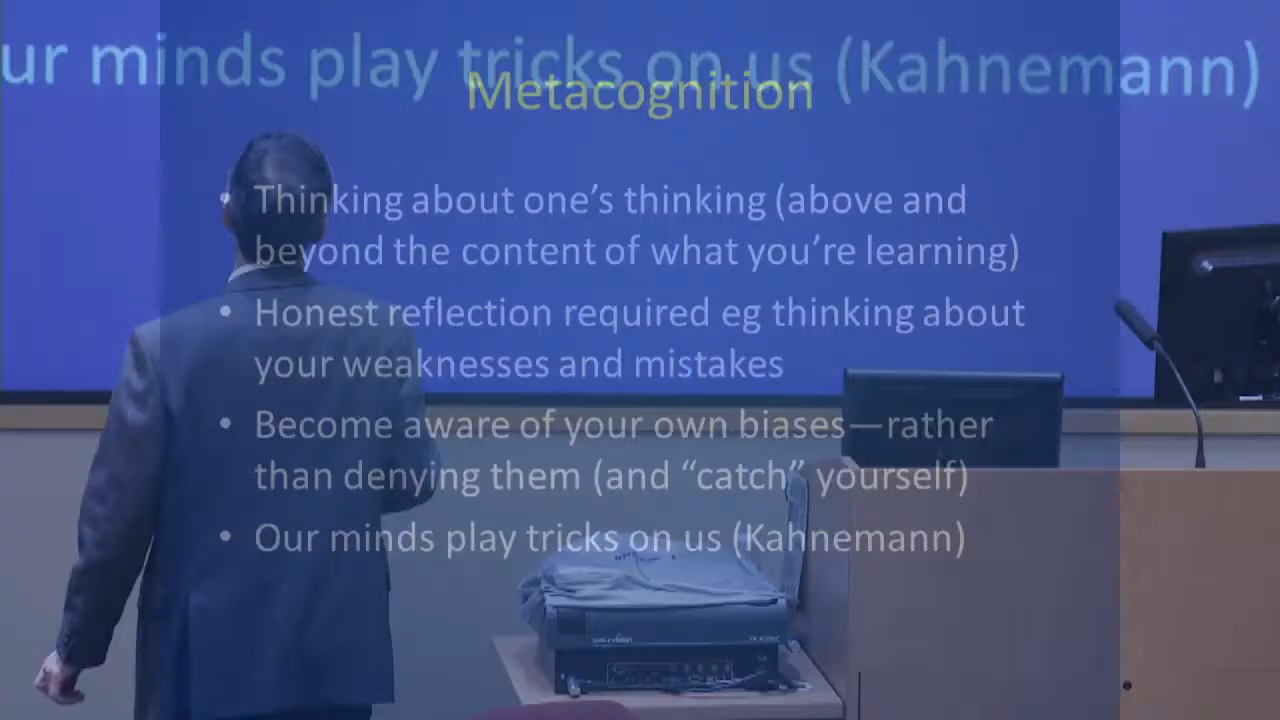 ur minds play tricks on us (Kahnemann)
Metacognition
• Thinking about one’s thinking (above and
beyond the content of what you’re learning)
• Honest reflection required eg thinking about
your weaknesses and mistakes
• Become aware of your own biases—rather
than denying them (and “catch” yourself)
• Our minds play tricks on us (Kahnemann)